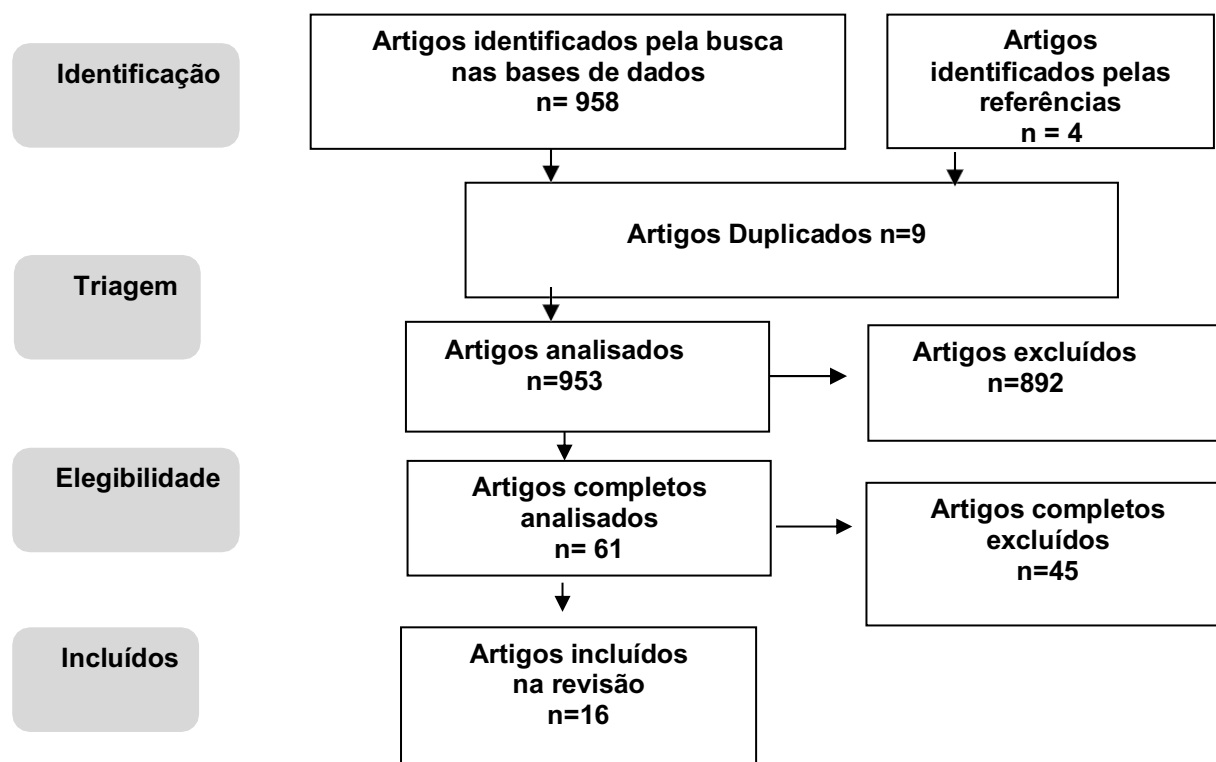 Identificação
Artigos identificados pela busca
nas bases de dados
n= 958
Artigos
identificados pelas
referências
n = 4
Artigos Duplicados n=9
Triagem
Artigos analisados
n=953
Artigos excluídos
n=892
Elegibilidade
Artigos completos
analisados
n= 61
Artigos completos
excluídos
n=45
Incluídos
Artigos incluídos
na revisão
n=16